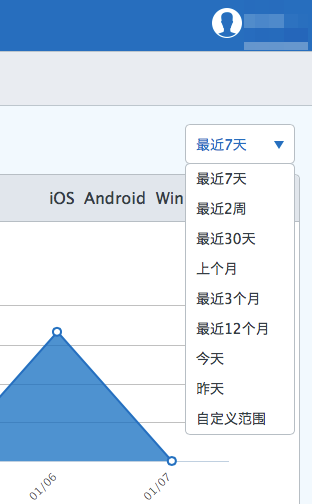 最近7天
最近7天
最近2周
iOS Android Win
最近30天
上个月
最近3个月
最近12个月
今天
昨天
自定义范围
01/06
01/07